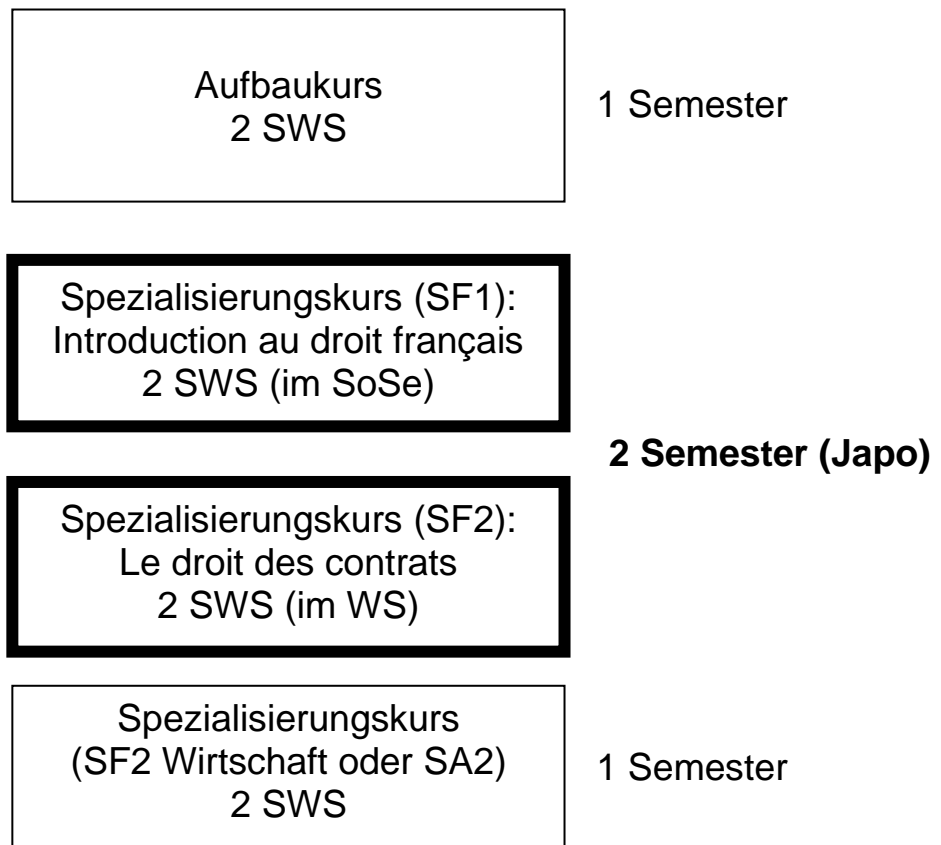 Aufbaukurs
2 SWS
1 Semester
Spezialisierungskurs (SF1):
Introduction au droit français
2 SWS (im SoSe)
2 Semester (Japo)
Spezialisierungskurs (SF2):
Le droit des contrats
2 SWS (im WS)
Spezialisierungskurs
(SF2 Wirtschaft oder SA2)
2 SWS
1 Semester